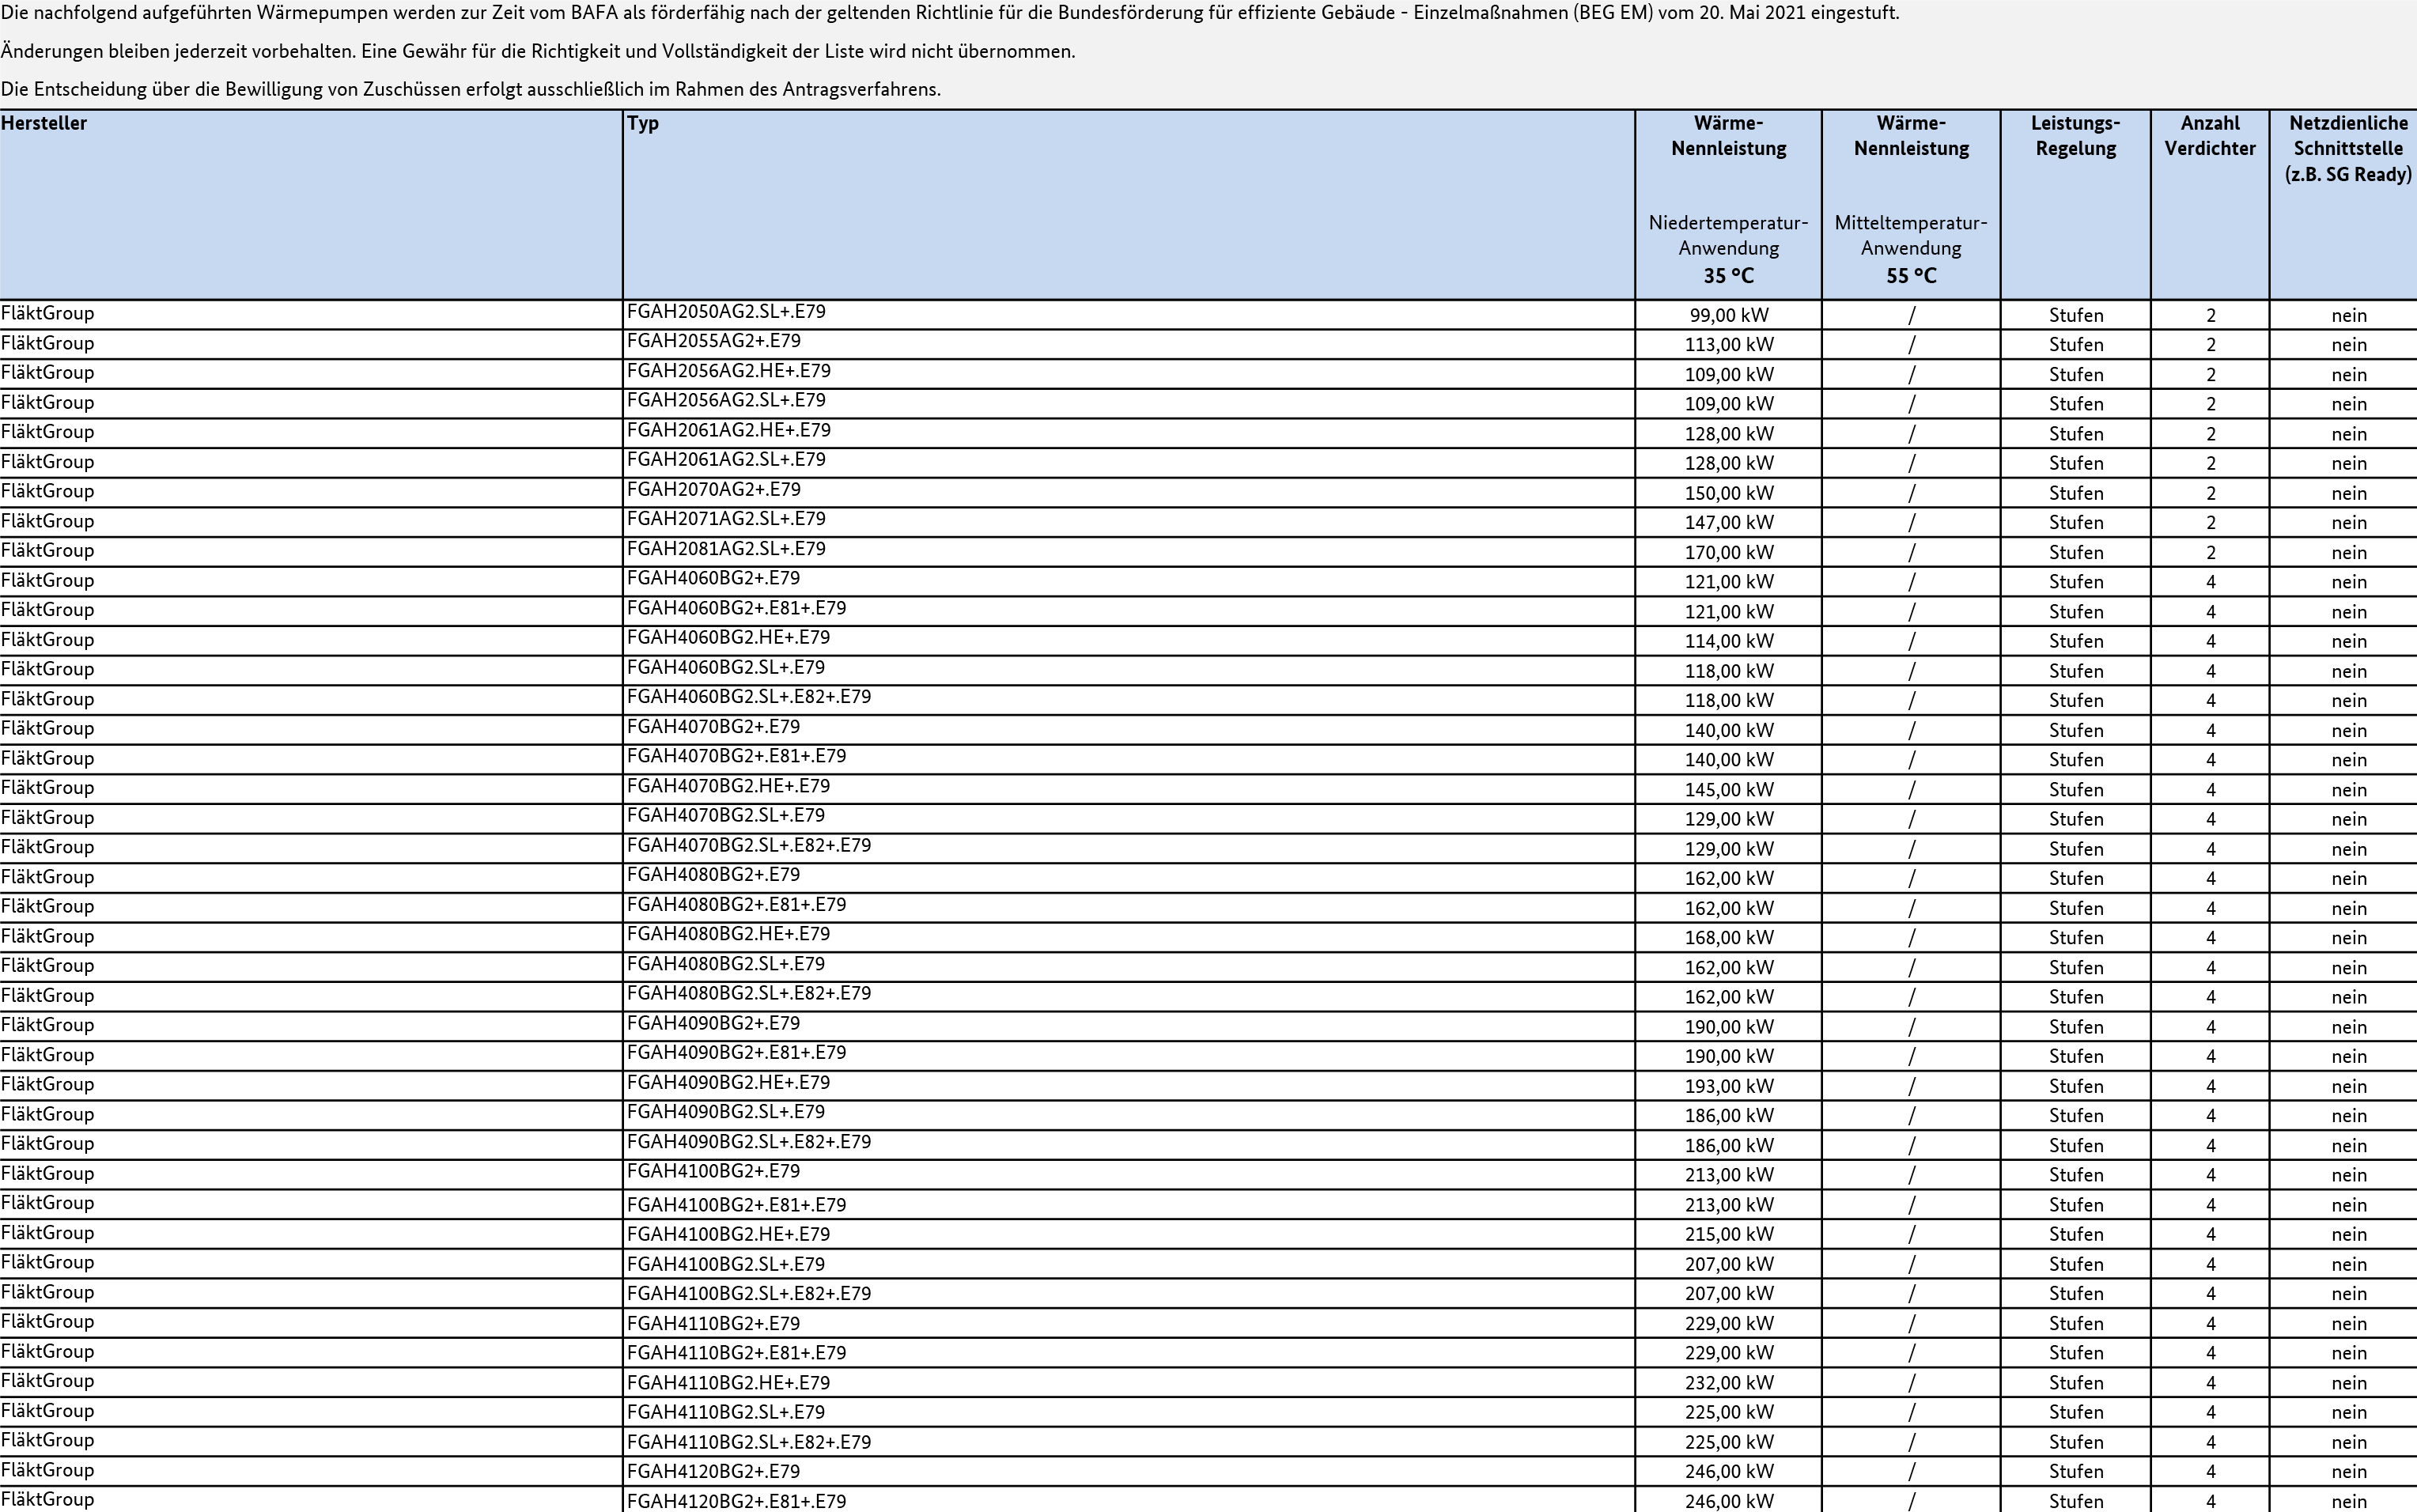 Die nachfolgend aufgeführten Wärmepumpen werden zur Zeit vom BAFA als förderfähig nach der geltenden Richtlinie für die Bundesförderung für effiziente Gebäude - Einzelmaßnahmen (BEG EM) vom 20. Mai 2021 eingestuft.
Änderungen bleiben jederzeit vorbehalten. Eine Gewähr für die Richtigkeit und Vollständigkeit der Liste wird nicht übernommen.
Die Entscheidung über die Bewilligung von Zuschüssen erfolgt ausschließlich im Rahmen des Antragsverfahrens.
Hersteller Typ Wärme- Wärme- Leistungs- Anzahl Netzdienliche
Nennleistung Nennleistung Regelung Verdichter Schnittstelle
(z.B. SG Ready)
Niedertemperatur- Mitteltemperatur-
Anwendung Anwendung
35 °C 55 °C
FläktGroup FGAH2050AG2.SL+.E79 99,00 kW / Stufen 2 nein
FläktGroup FGAH2055AG2+.E79 113,00 kW / Stufen 2 nein
FläktGroup FGAH2056AG2.HE+.E79 109,00 kW / Stufen 2 nein
FläktGroup FGAH2056AG2.SL+.E79 109,00 kW / Stufen 2 nein
FläktGroup FGAH2061AG2.HE+.E79 128,00 kW / Stufen 2 nein
FläktGroup FGAH2061AG2.SL+.E79 128,00 kW / Stufen 2 nein
FläktGroup FGAH2070AG2+.E79 150,00 kW / Stufen 2 nein
FläktGroup FGAH2071AG2.SL+.E79 147,00 kW / Stufen 2 nein
FläktGroup FGAH2081AG2.SL+.E79 170,00 kW / Stufen 2 nein
FläktGroup FGAH4060BG2+.E79 121,00 kW / Stufen 4 nein
FläktGroup FGAH4060BG2+.E81+.E79 121,00 kW / Stufen 4 nein
FläktGroup FGAH4060BG2.HE+.E79 114,00 kW / Stufen 4 nein
FläktGroup FGAH4060BG2.SL+.E79 118,00 kW / Stufen 4 nein
FläktGroup FGAH4060BG2.SL+.E82+.E79 118,00 kW / Stufen 4 nein
FläktGroup FGAH4070BG2+.E79 140,00 kW / Stufen 4 nein
FläktGroup FGAH4070BG2+.E81+.E79 140,00 kW / Stufen 4 nein
FläktGroup FGAH4070BG2.HE+.E79 145,00 kW / Stufen 4 nein
FläktGroup FGAH4070BG2.SL+.E79 129,00 kW / Stufen 4 nein
FläktGroup FGAH4070BG2.SL+.E82+.E79 129,00 kW / Stufen 4 nein
FläktGroup FGAH4080BG2+.E79 162,00 kW / Stufen 4 nein
FläktGroup FGAH4080BG2+.E81+.E79 162,00 kW / Stufen 4 nein
FläktGroup FGAH4080BG2.HE+.E79 168,00 kW / Stufen 4 nein
FläktGroup FGAH4080BG2.SL+.E79 162,00 kW / Stufen 4 nein
FläktGroup FGAH4080BG2.SL+.E82+.E79 162,00 kW / Stufen 4 nein
FläktGroup FGAH4090BG2+.E79 190,00 kW / Stufen 4 nein
FläktGroup FGAH4090BG2+.E81+.E79 190,00 kW / Stufen 4 nein
FläktGroup FGAH4090BG2.HE+.E79 193,00 kW / Stufen 4 nein
FläktGroup FGAH4090BG2.SL+.E79 186,00 kW / Stufen 4 nein
FläktGroup FGAH4090BG2.SL+.E82+.E79 186,00 kW / Stufen 4 nein
FläktGroup FGAH4100BG2+.E79 213,00 kW / Stufen 4 nein
FläktGroup FGAH4100BG2+.E81+.E79 213,00 kW / Stufen 4 nein
FläktGroup FGAH4100BG2.HE+.E79 215,00 kW / Stufen 4 nein
FläktGroup FGAH4100BG2.SL+.E79 207,00 kW / Stufen 4 nein
FläktGroup FGAH4100BG2.SL+.E82+.E79 207,00 kW / Stufen 4 nein
FläktGroup FGAH4110BG2+.E79 229,00 kW / Stufen 4 nein
FläktGroup FGAH4110BG2+.E81+.E79 229,00 kW / Stufen 4 nein
FläktGroup FGAH4110BG2.HE+.E79 232,00 kW / Stufen 4 nein
FläktGroup FGAH4110BG2.SL+.E79 225,00 kW / Stufen 4 nein
FläktGroup FGAH4110BG2.SL+.E82+.E79 225,00 kW / Stufen 4 nein
FläktGroup FGAH4120BG2+.E79 246,00 kW / Stufen 4 nein
FläktGroup FGAH4120BG2+.E81+.E79 246,00 kW / Stufen 4 nein